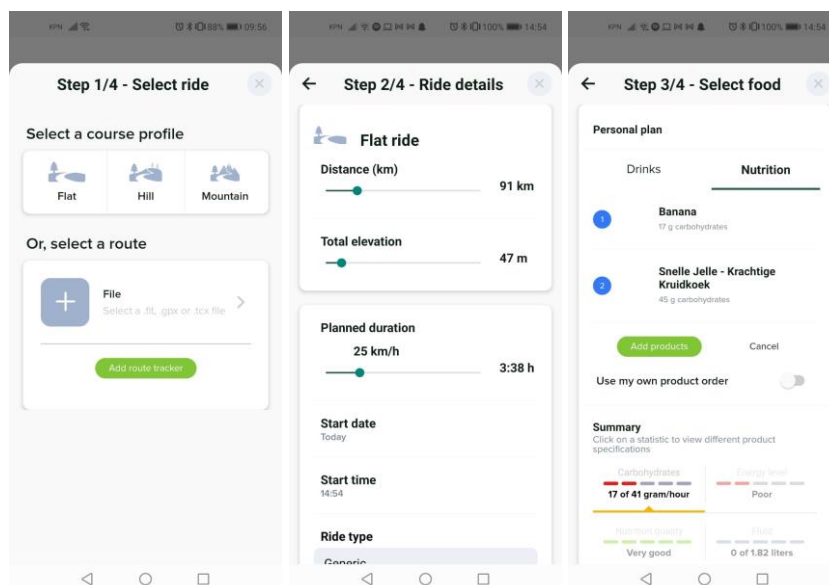 KPN 88% 09:56
Step 1/4 - Select ride
Select a course profile
Flat
Hill
Mountain
Or, select a route
File
Select a .fit, .gpx or .tcx file
Add route tracker
KPN 100% 14:54
Step 2/4 - Ride details
Flat ride
Distance (km)
91 km
Total elevation
47 m
Planned duration
25 km/h
3:38 h
Start date
Today
Start time
14:54
Ride type
Generic
KPN 100% 14:54
Step 3/4 - Select food
Personal plan
Drinks
Nutrition
1
Banana
17 g carbohydrates
2
Snelle Jelle - Krachtige
Kruidkoek
45 g carbohydrates
Add products
Cancel
Use my own product order
Summary
Click on a statistic to view different product
specifications
Carbohydrates
17 of 41 gram/hour
Energy level
Poor
Nutrition quality
Very good
Fluid
0 of 1.82 liters